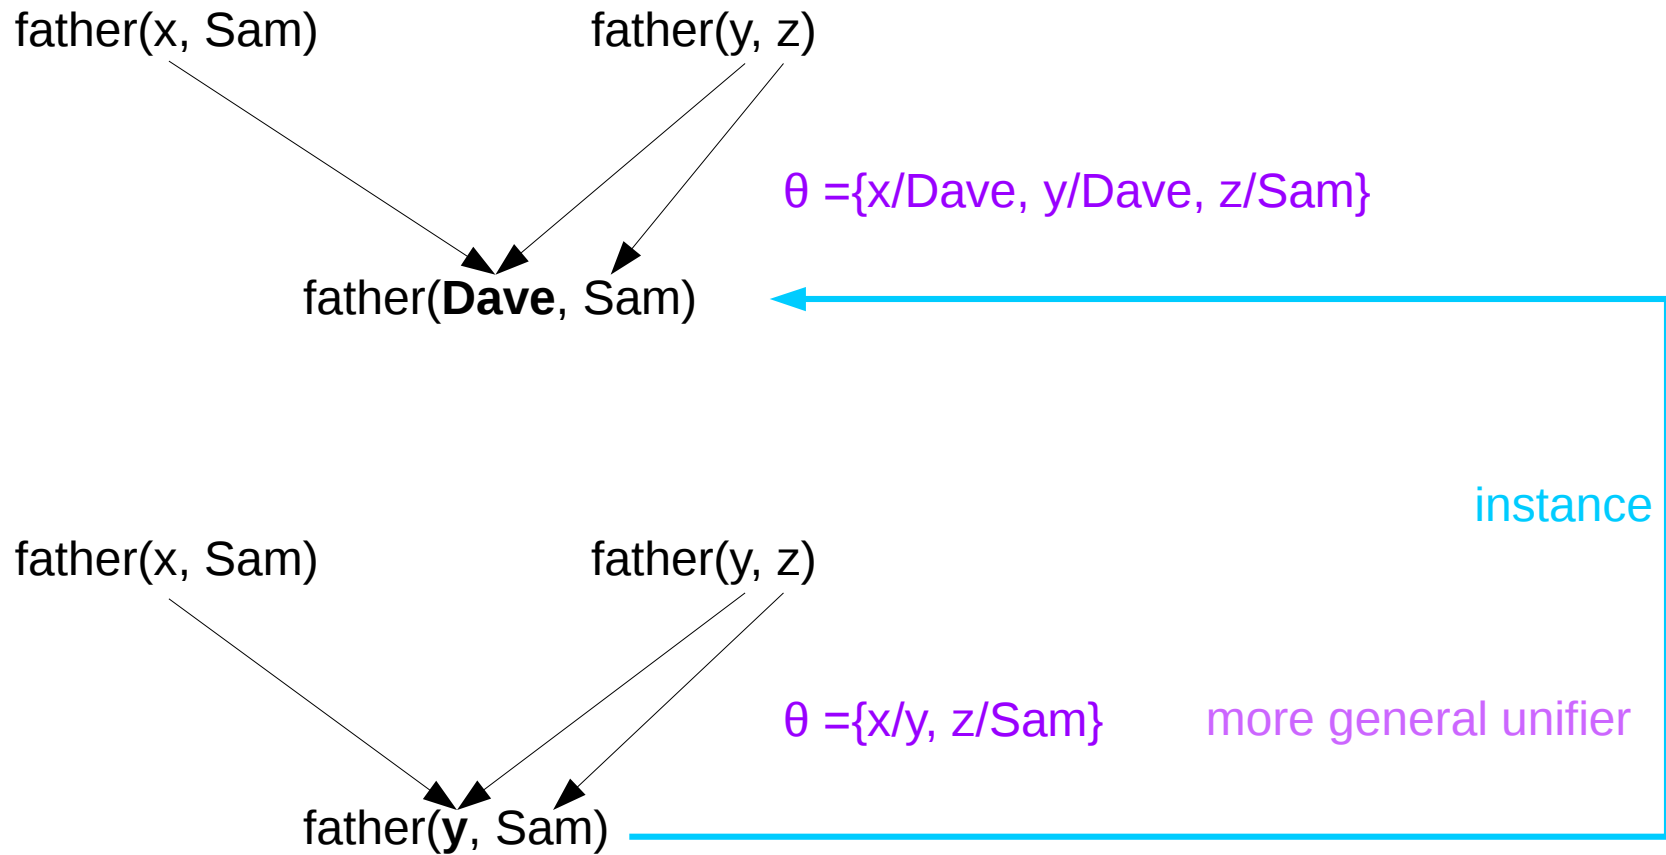 father(x, Sam) father(y, z)
θ ={x/Dave, y/Dave, z/Sam}
father(Dave, Sam)
instance
father(x, Sam) father(y, z)
θ ={x/y, z/Sam} more general unifier
father(y, Sam)